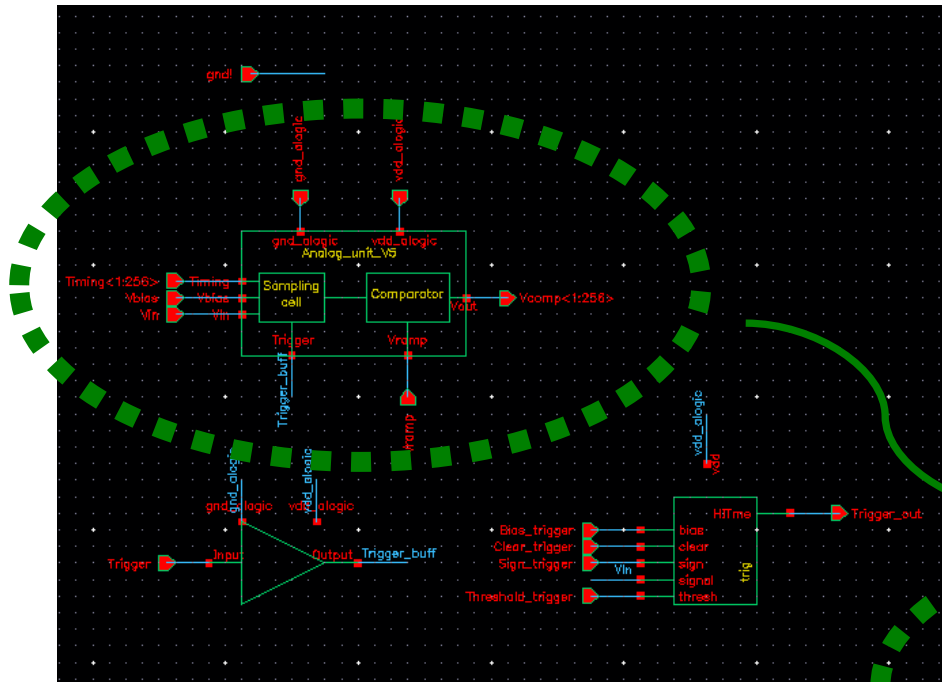 gnd!
gnd_alogic
vdd_alogic
gnd_alogic
vdd_alogic
Analog_unit_V5
Timing<1:256>
Timing
Vbias
Vbias
Vin
Vin
Sampling
cell
Comparator
Vout
Vcomp<1:256>
Trigger
Vramp
Trigger_buff
vdd_alogic
vdd
gnd_alogic
vdd_alogic
gnd_alogic
vdd_alogic
Trigger
Input
Output
Trigger_buff
HITme
Trigger_out
Bias_trigger
bias
Clear_trigger
clear
Sign_trigger
sign
Vin
signal
Threshold_trigger
thresh
trig